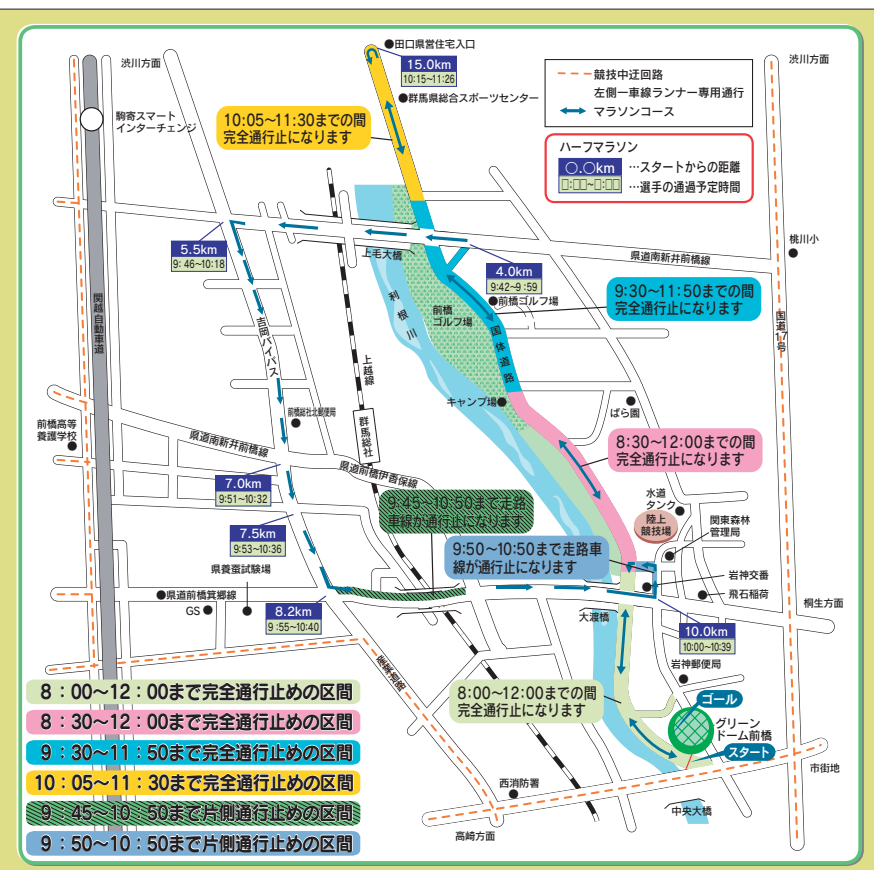 田口県営住宅入口
15.0km
10:15~11:26
群馬県総合スポーツセンター
渋川方面
駒寄スマート
インターチェンジ
10:05~11:30までの間
完全通行止になります
競技中迂回路
左側一車線ランナー専用通行
マラソンコース
ハーフマラソン
○.○km …スタートからの距離
□:□□~□:□□ …選手の通過予定時間
渋川方面
桃川小
県道南新井前橋線
国道17号
5.5km
9:46~10:18
上毛大橋
4.0km
9:42~9:59
前橋ゴルフ場
前橋
ゴルフ場
9:30~11:50までの間
完全通行止になります
利根川
国体道路
関越自動車道
吉岡バイパス
上越線
キャンプ場
ばら園
前橋総社北郵便局
群馬総社
前橋高等
養護学校
県道南新井前橋線
県道前橋伊香保線
8:30~12:00までの間
完全通行止になります
7.0km
9:51~10:32
9:45~10:50まで走路
車線が通行止になります
水道
タンク
陸上
競技場
関東森林
管理局
7.5km
9:53~10:36
9:50~10:50まで走路車
線が通行止になります
県養蚕試験場
岩神交番
飛石稲荷
県道前橋箕郷線
GS
8.2km
9:55~10:40
大渡橋
桐生方面
10.0km
10:00~10:39
岩神郵便局
産業道路
8:00~12:00までの間
完全通行止になります
ゴール
グリーン
ドーム前橋
スタート
市街地
西消防署
中央大橋
高崎方面
8:00~12:00まで完全通行止めの区間
8:30~12:00まで完全通行止めの区間
9:30~11:50まで完全通行止めの区間
10:05~11:30まで完全通行止めの区間
9:45~10:50まで片側通行止めの区間
9:50~10:50まで片側通行止めの区間